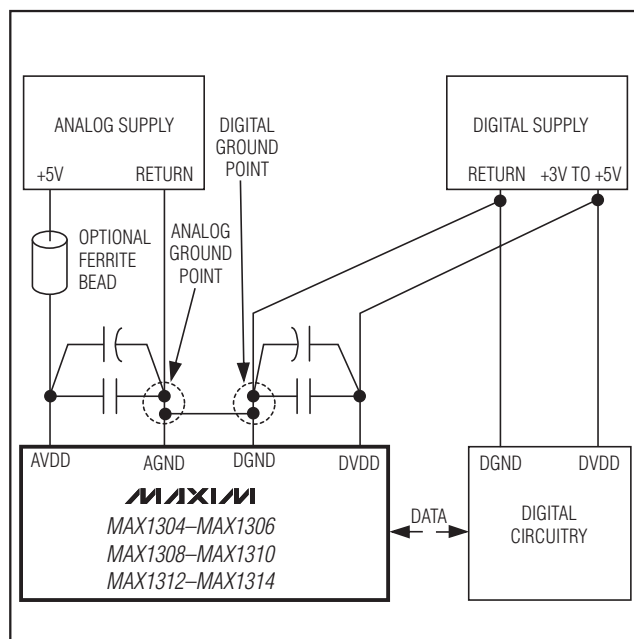 ANALOG SUPPLY
+5V RETURN
DIGITAL
GROUND
POINT
DIGITAL SUPPLY
RETURN +3V TO +5V
OPTIONAL
FERRITE
BEAD
ANALOG
GROUND
POINT
AVDD AGND DGND DVDD
MAXIM
MAX1304–MAX1306
MAX1308–MAX1310
MAX1312–MAX1314
DATA
DGND DVDD
DIGITAL
CIRCUITRY